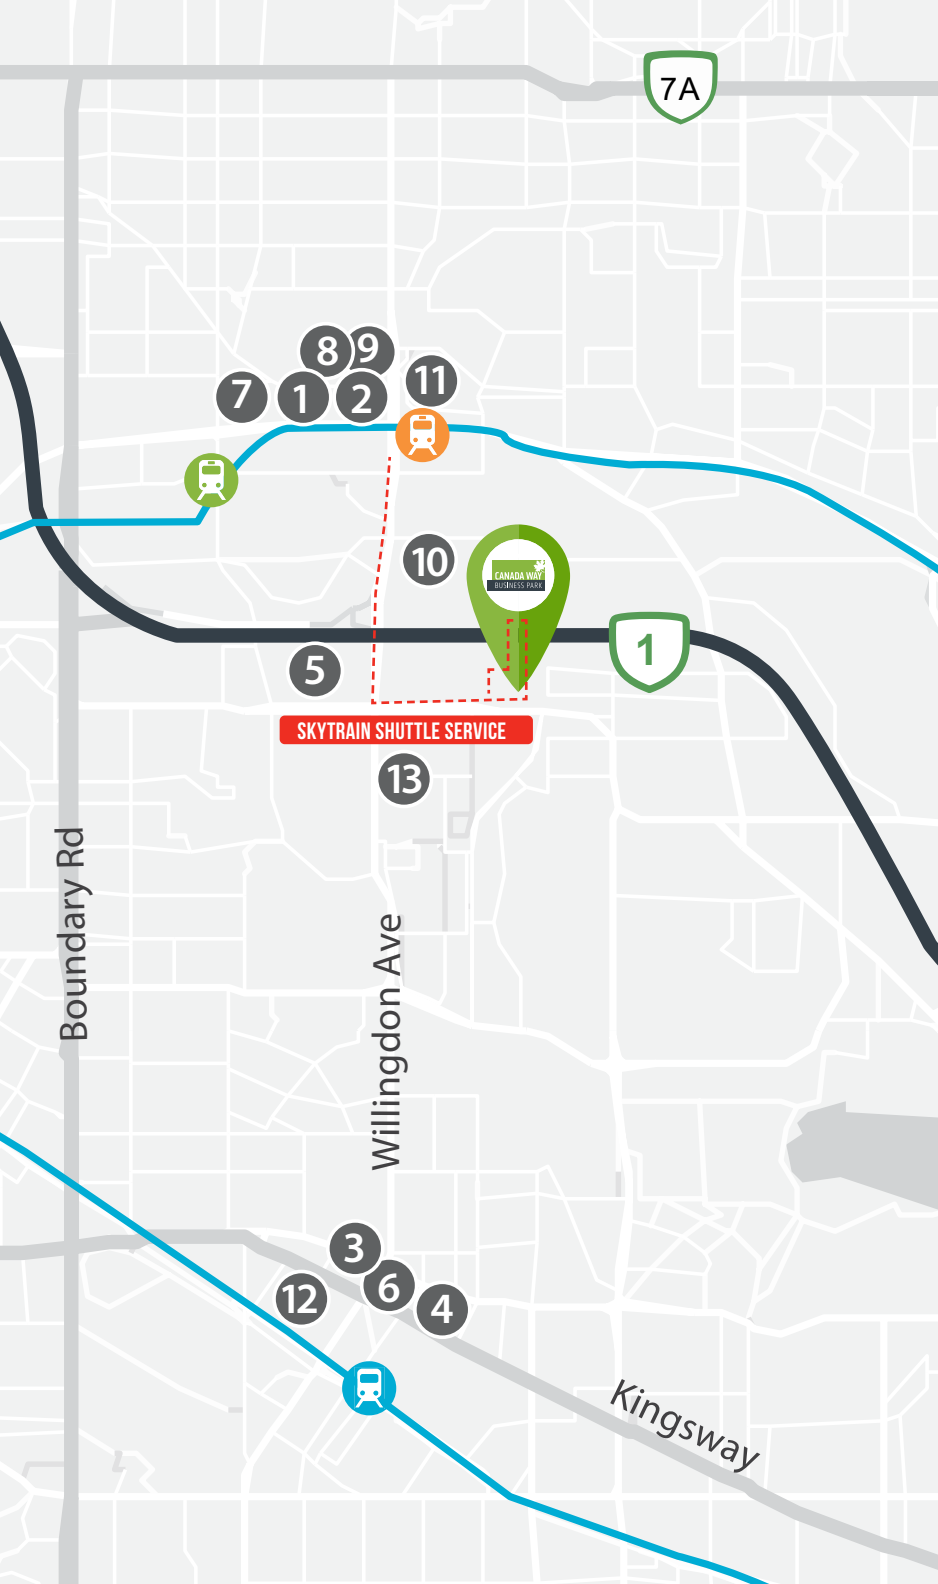 7A
8
9
11
7
1
2
10
CANADA WAY
BUSINESS PARK
1
5
SKYTRAIN SHUTTLE SERVICE
13
Boundary Rd
Willingdon Ave
3
6
12
4
Kingsway